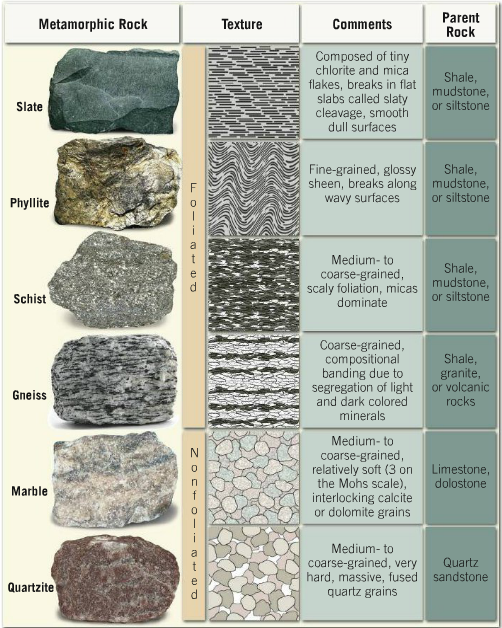 Metamorphic Rock
Texture
Comments
Parent
Rock
Slate
Foliated
Composed of tiny
chlorite and mica
flakes, breaks in flat
slabs called slaty
cleavage, smooth
dull surfaces
Shale,
mudstone,
or siltstone
Phyllite
Fine-grained, glossy
sheen, breaks along
wavy surfaces
Shale,
mudstone,
or siltstone
Schist
Medium- to
coarse-grained,
scaly foliation, micas
dominate
Shale,
mudstone,
or siltstone
Gneiss
Coarse-grained,
compositional
banding due to
segregation of light
and dark colored
minerals
Shale,
granite,
or volcanic
rocks
Marble
Nonfoliated
Medium- to
coarse-grained,
relatively soft (3 on
the Mohs scale),
interlocking calcite
or dolomite grains
Limestone,
dolostone
Quartzite
Medium- to
coarse-grained, very
hard, massive, fused
quartz grains
Quartz
sandstone